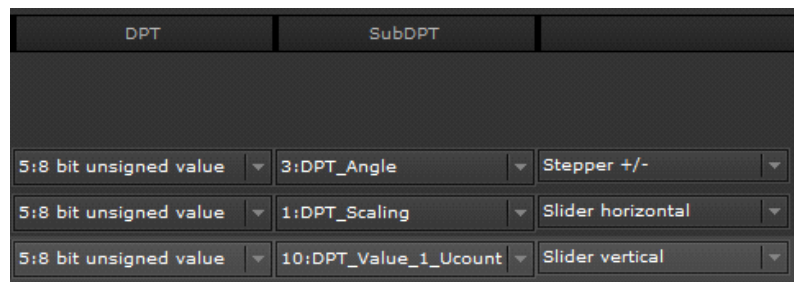 DPT SubDPT
5:8 bit unsigned value 3:DPT_Angle Stepper +/-
5:8 bit unsigned value 1:DPT_Scaling Slider horizontal
5:8 bit unsigned value 10:DPT_Value_1_Ucount Slider vertical